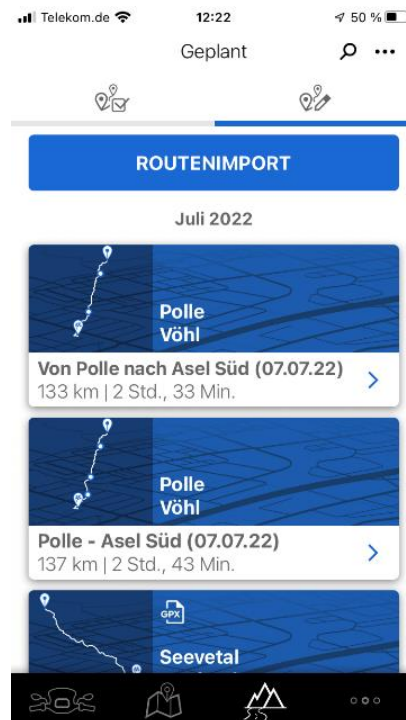 Telekom.de 12:22 50 %
Geplant
ROUTENIMPORT
Juli 2022
Polle
Vöhl
Von Polle nach Asel Süd (07.07.22)
133 km | 2 Std., 33 Min.
Polle
Vöhl
Polle - Asel Süd (07.07.22)
137 km | 2 Std., 43 Min.
GPX
Seevetal